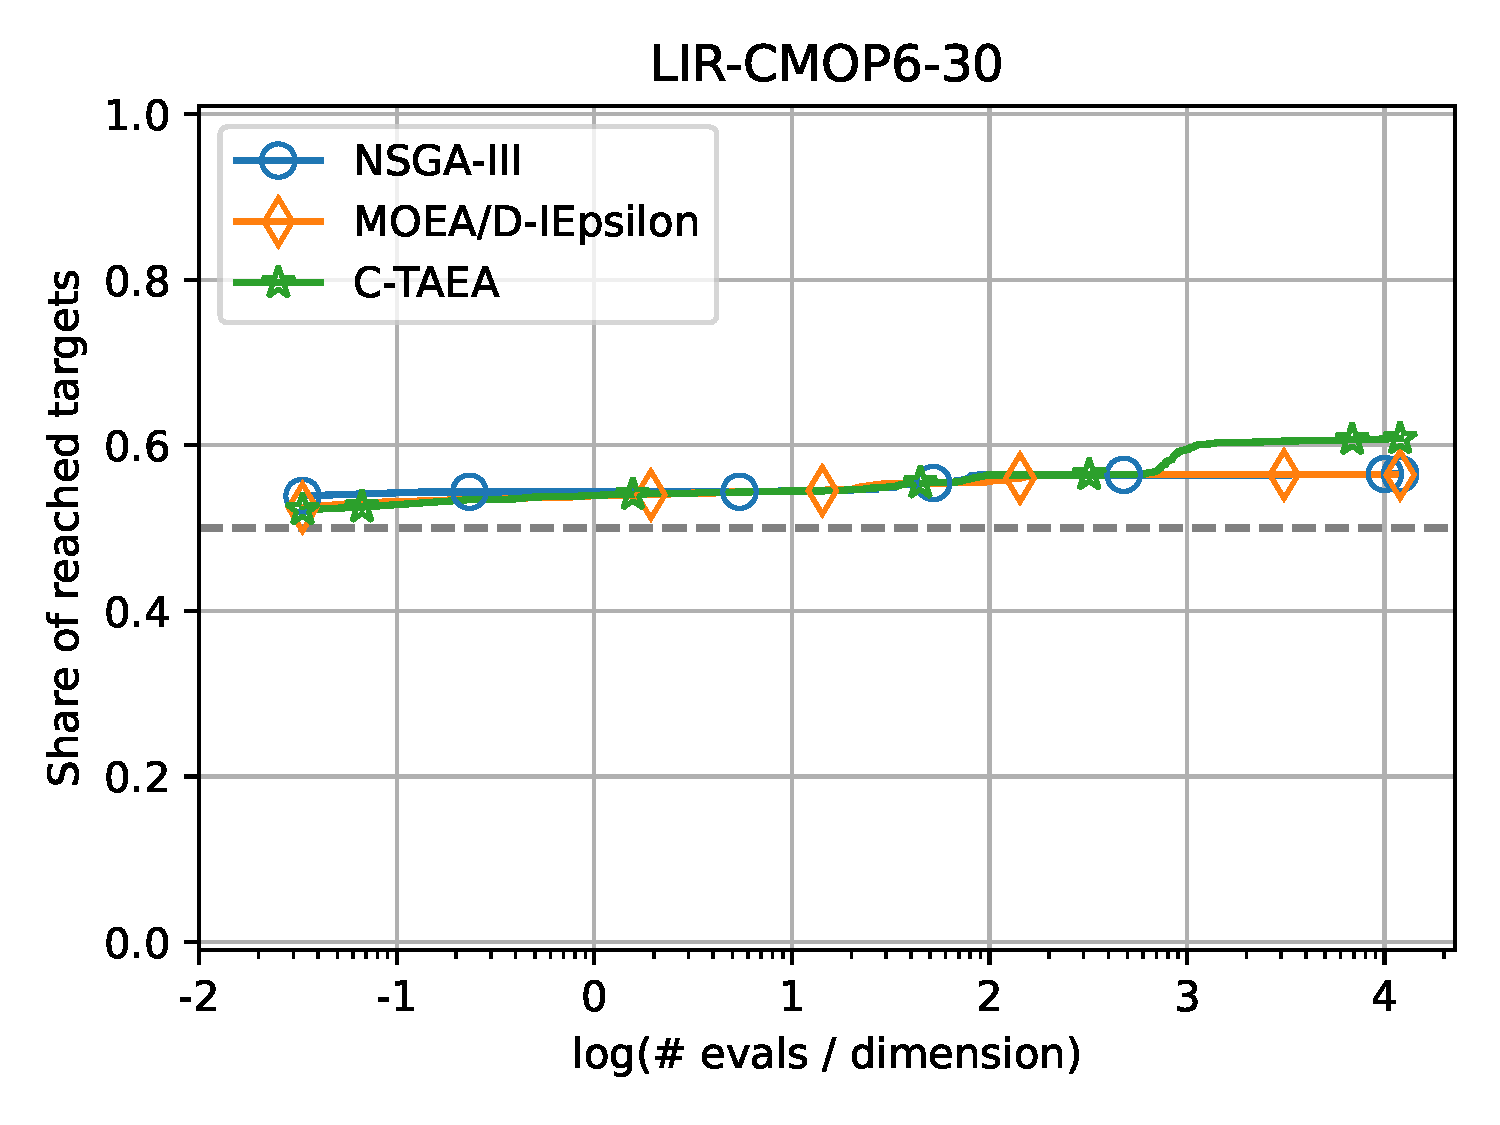 LIR-CMOP6-30
1.0
0.8
0.6
0.4
0.2
0.0
Share of reached targets
NSGA-III
MOEA/D-IEpsilon
C-TAEA
-2 -1 0 1 2 3 4
log(# evals / dimension)